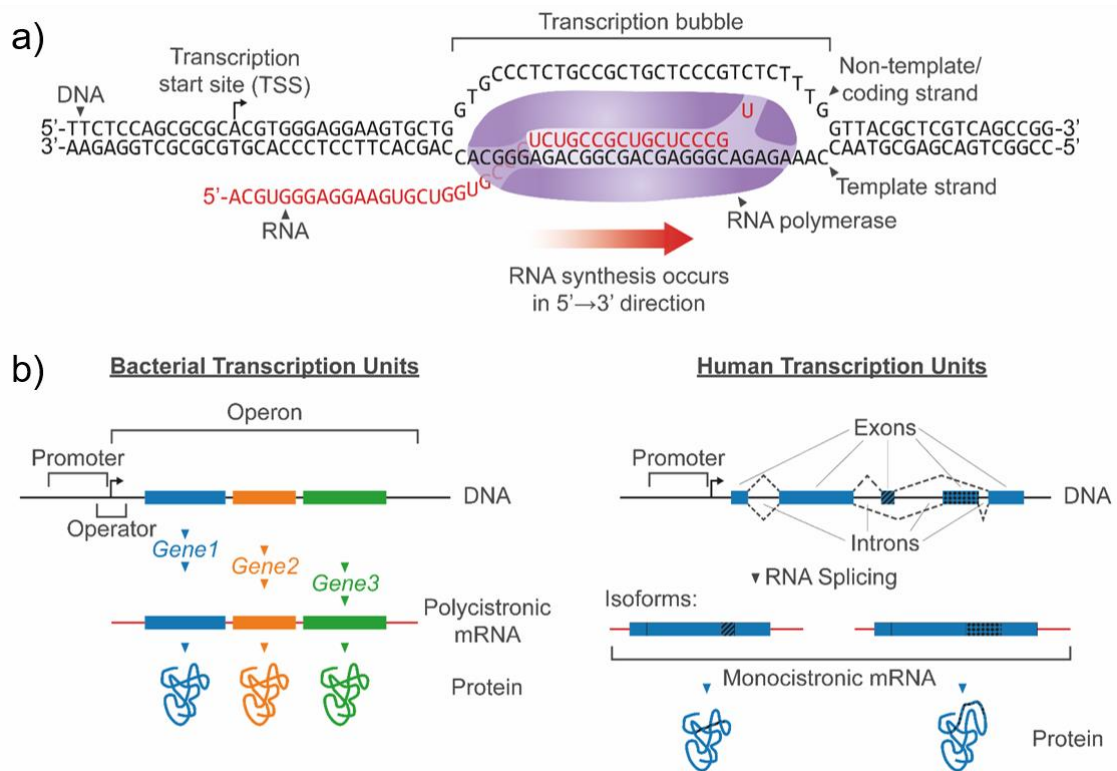 a)
Transcription bubble
Transcription
start site (TSS)
DNA
Non-template/
coding strand
GTGCCCTCTGCCGCTGCTCCCGTCTCTTTG
5'-TTCTCCAGCGCGCACGTGGGAGGAAGTGCTG
GTTACGCTCGTCAGCCGG-3'
3'-AAGAGGTCGCGCGTGCACCCTCCTTCACGAC
CAATGCGAGCAGTCGGCC-5'
U
UCUGCCGCUGCUCCCG
CACGGGAGACGGCGACGAGGGCAGAGAAAC
5'-ACGUGGGAGGAAGUGCUGGUGCCC
RNA
Template strand
RNA polymerase
RNA synthesis occurs
in 5'→3' direction
b)
Bacterial Transcription Units
Operon
Promoter
DNA
Operator
Gene1
Gene2
Gene3
Polycistronic
mRNA
Protein
Human Transcription Units
Exons
Promoter
DNA
Introns
RNA Splicing
Isoforms:
Monocistronic mRNA
Protein